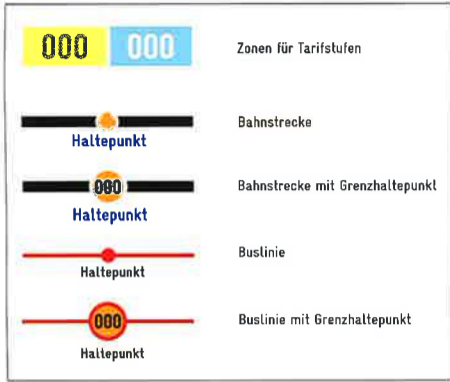 000 000 Zonen für Tarifstufen
Bahnstrecke
Haltepunkt
000 Bahnstrecke mit Grenzhaltepunkt
Haltepunkt
Buslinie
Haltepunkt
000 Buslinie mit Grenzhaltepunkt
Haltepunkt